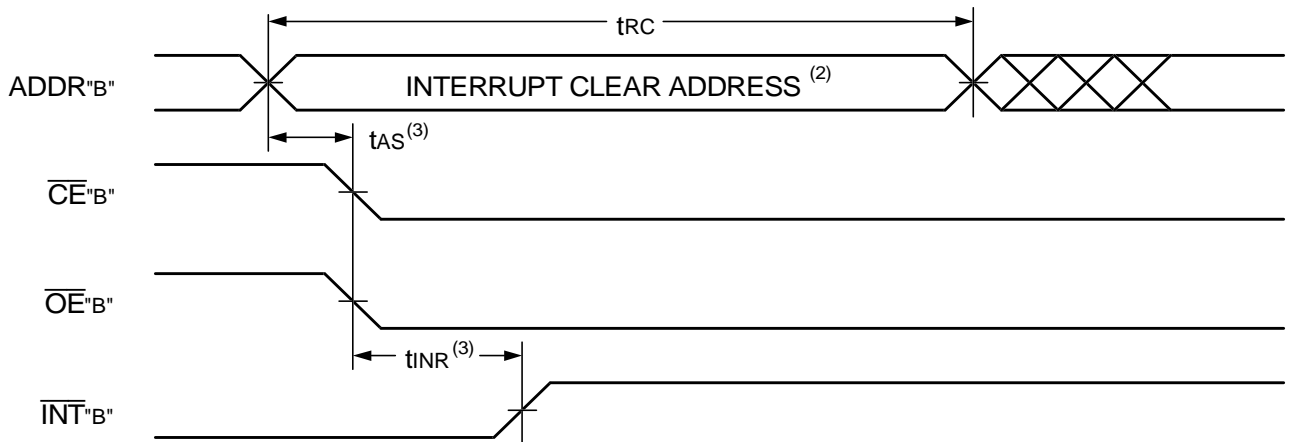 tRC
ADDR"B"
INTERRUPT CLEAR ADDRESS (2)
tAS(3)
CE"B"
OE"B"
tINR (3)
INT"B"